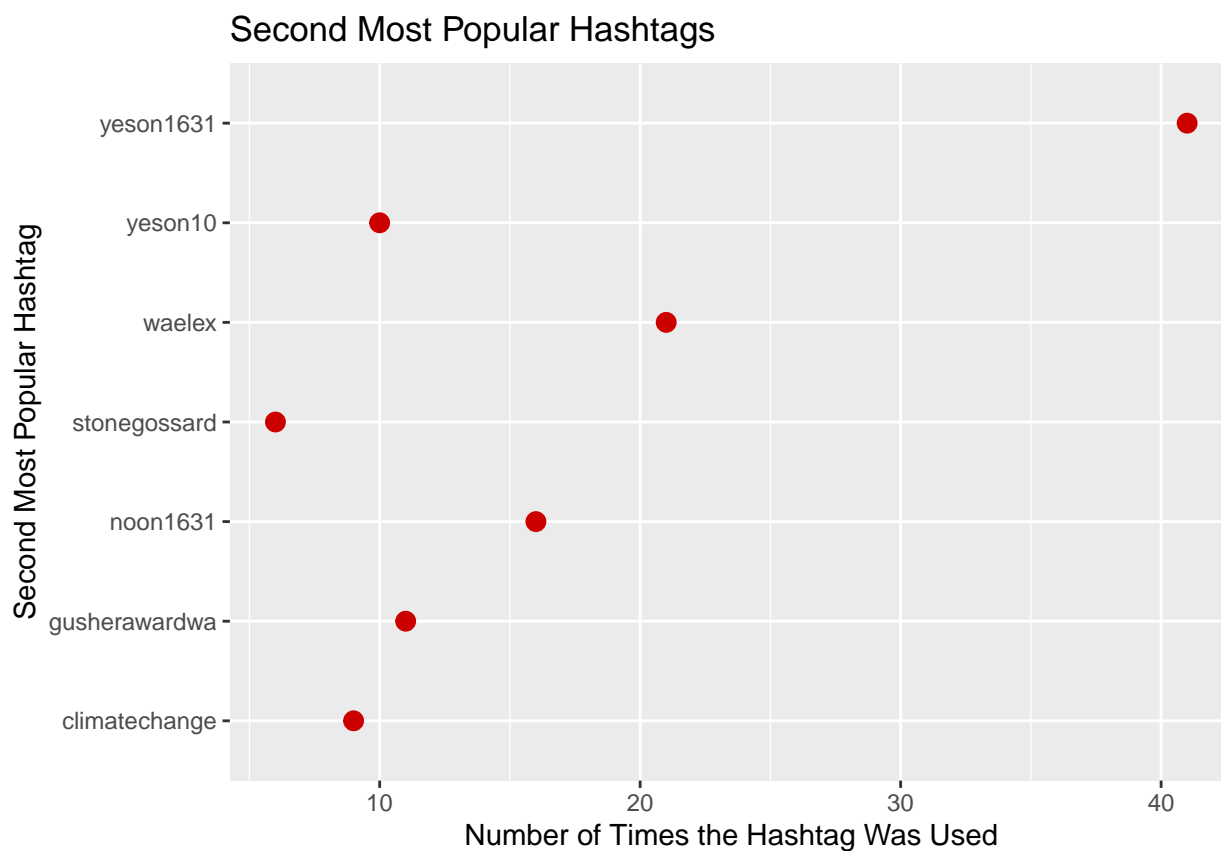 Second Most Popular Hashtags
Second Most Popular Hashtag
yeson1631
yeson10
waelex
stonegossard
noon1631
gusherawardwa
climatechange
10 20 30 40
Number of Times the Hashtag Was Used